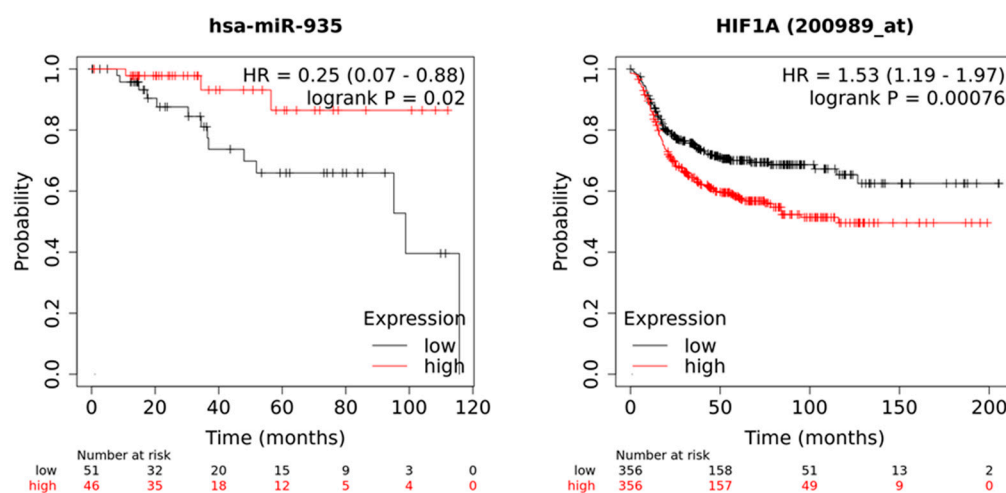 hsa-miR-935
HR = 0.25 (0.07 - 0.88)
logrank P = 0.02
1.0
0.8
0.6
0.4
0.2
0.0
Probability
Expression
low
high
0 20 40 60 80 100 120
Time (months)
Number at risk
low 51 32 20 15 9 3 0
high 46 35 18 12 5 4 0
HIF1A (200989_at)
HR = 1.53 (1.19 - 1.97)
logrank P = 0.00076
1.0
0.8
0.6
0.4
0.2
0.0
Probability
Expression
low
high
0 50 100 150 200
Time (months)
Number at risk
low 356 158 51 13 2
high 356 157 49 9 0